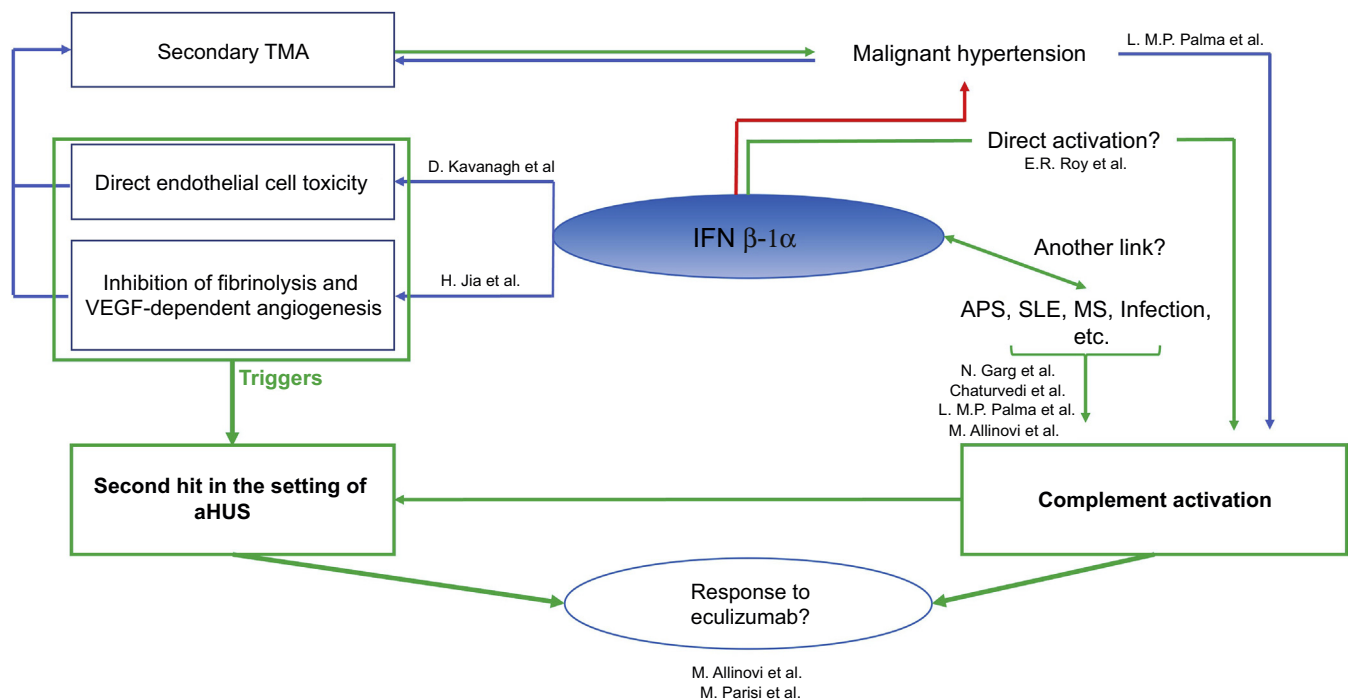 Secondary TMA
Malignant hypertension
L. M.P. Palma et al.
Direct activation?
E.R. Roy et al.
Direct endothelial cell toxicity
D. Kavanagh et al
IFN β-1α
Another link?
Inhibition of fibrinolysis and
VEGF-dependent angiogenesis
H. Jia et al.
APS, SLE, MS, Infection,
etc.
Triggers
N. Garg et al.
Chaturvedi et al.
L. M.P. Palma et al.
M. Allinovi et al.
Second hit in the setting of
aHUS
Complement activation
Response to
eculizumab?
M. Allinovi et al.
M. Parisi et al.